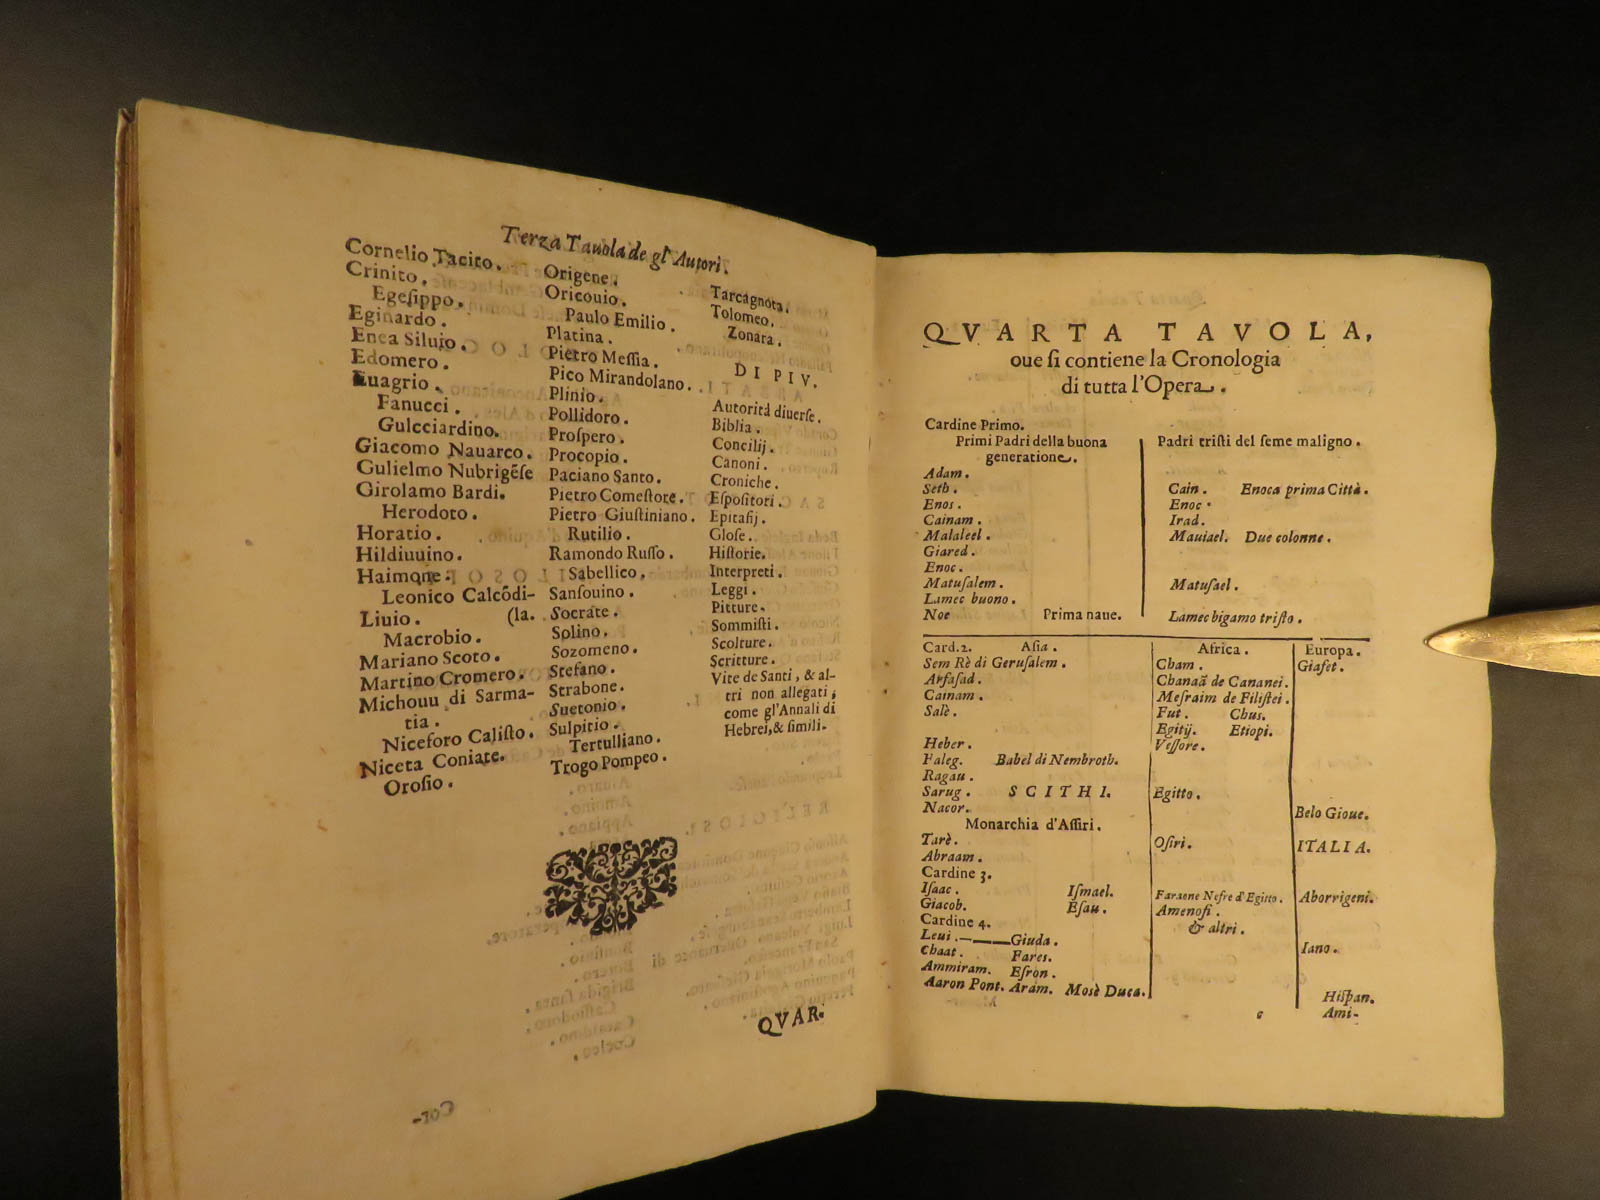 Terza Tauola de gl' Autori.
Cornelio Tacito.
Crinito.
Egesippo.
Eginardo.
Enea Siluio.
Edomero.
Euagrio.
Fanucci.
Gulcciardino.
Giacomo Nauarco.
Gulielmo Nubrigẽse
Girolamo Bardi.
Herodoto.
Horatio.
Hildiuuino.
Haimone.
Leonico Calcõdi-
Liuio. (la.
Macrobio.
Mariano Scoto.
Martino Cromero.
Michouu di Sarma-
tia.
Niceforo Calisto.
Niceta Coniate.
Orosio.
Origene.
Oricouio.
Paulo Emilio.
Platina.
Pietro Messia.
Pico Mirandolano.
Plinio.
Pollidoro.
Prospero.
Procopio.
Paciano Santo.
Pietro Comestore.
Pietro Giustiniano.
Rutilio.
Ramondo Russo.
Sabellico.
Sansouino.
Socrate.
Solino.
Sozomeno.
Stefano.
Strabone.
Suetonio.
Sulpitio.
Tertulliano.
Trogo Pompeo.
Tarcagnota.
Tolomeo.
Zonara.
DI PIV.
Autorità diuerse.
Biblia.
Concilij.
Canoni.
Croniche.
Espositori.
Epitafij.
Glose.
Historie.
Interpreti.
Leggi.
Pitture.
Sommisti.
Scolture.
Scritture.
Vite de Santi, & al-
tri non allegati,
come gl'Annali di
Hebrei, & simili.
QVAR.
QVARTA TAVOLA,
oue si contiene la Cronologia
di tutta l'Opera.
Cardine Primo.
Primi Padri della buona
generatione.
Padri tristi del seme maligno.
Adam.
Seth. Cain. Enoca prima Città.
Enos. Enoc.
Cainam. Irad.
Malaleel. Mauiael. Due colonne.
Giared.
Enoc.
Matusalem. Matusael.
Lamec buono.
Noe Prima naue. Lamec bigamo tristo.
Card.2. Asia. Africa. Europa.
Sem Rè di Gerusalem. Cham. Giafet.
Arfasad. Chanaã de Cananei.
Cainam. Mesraim de Filistei.
Salè. Fut. Chus.
Egitij. Etiopi.
Heber. Vessore.
Faleg. Babel di Nembroth.
Ragau.
Sarug. SCITHI. Egitto.
Nacor. Belo Gioue.
Monarchia d'Assiri.
Tarè. Osiri. ITALIA.
Abraam.
Cardine 3.
Isaac. Ismael. Faraone Nefre d'Egitto. Aborrigeni.
Giacob. Esau. Amenofi.
Cardine 4. & altri.
Leui. Giuda. Iano.
Chaat. Fares.
Ammiram. Esron.
Aaron Pont. Aram. Mosè Duca. Hispan.
c Ami-